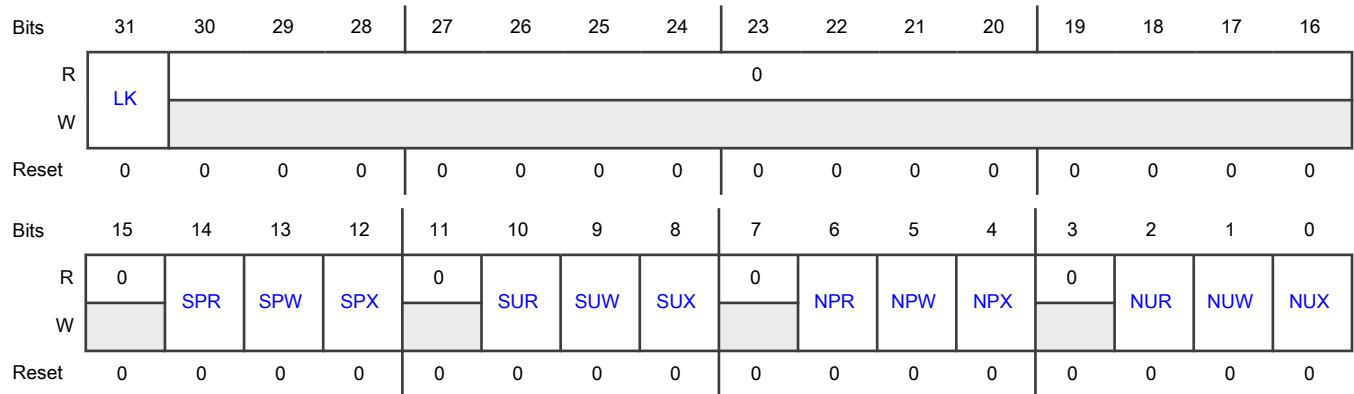 Bits 31 30 29 28 27 26 25 24 23 22 21 20 19 18 17 16
R LK 0
W
Reset 0 0 0 0 0 0 0 0 0 0 0 0 0 0 0 0
Bits 15 14 13 12 11 10 9 8 7 6 5 4 3 2 1 0
R 0 SPR SPW SPX 0 SUR SUW SUX 0 NPR NPW NPX 0 NUR NUW NUX
W
Reset 0 0 0 0 0 0 0 0 0 0 0 0 0 0 0 0